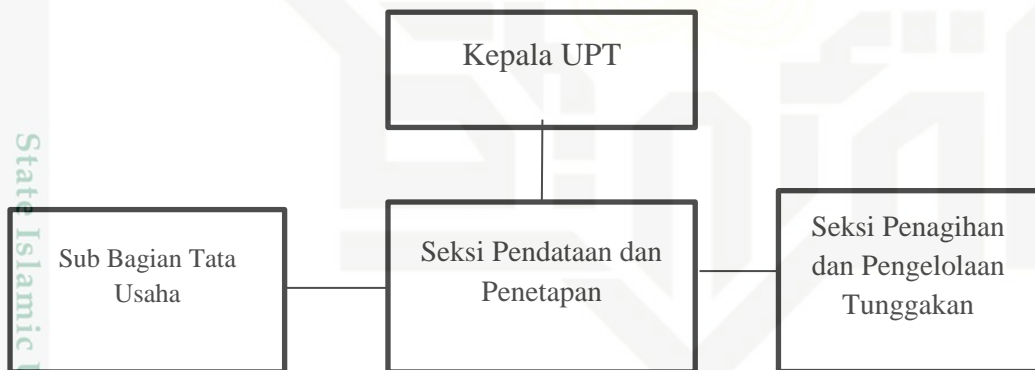 Kepala UPT
State Islamic
Sub Bagian Tata
Usaha
Seksi Pendataan dan
Penetapan
Seksi Penagihan
dan Pengelolaan
Tunggakan